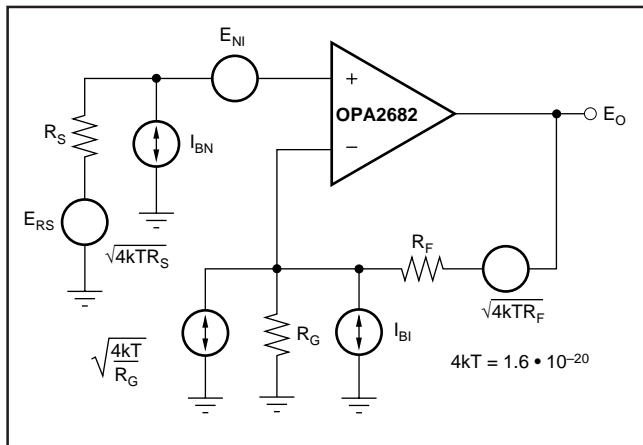 E_NI
+
OPA2682
−
E_O
R_S
I_BN
E_RS
√4kTR_S
R_F
√4kTR_F
√4kT/R_G
R_G
I_BI
4kT = 1.6 • 10^–20